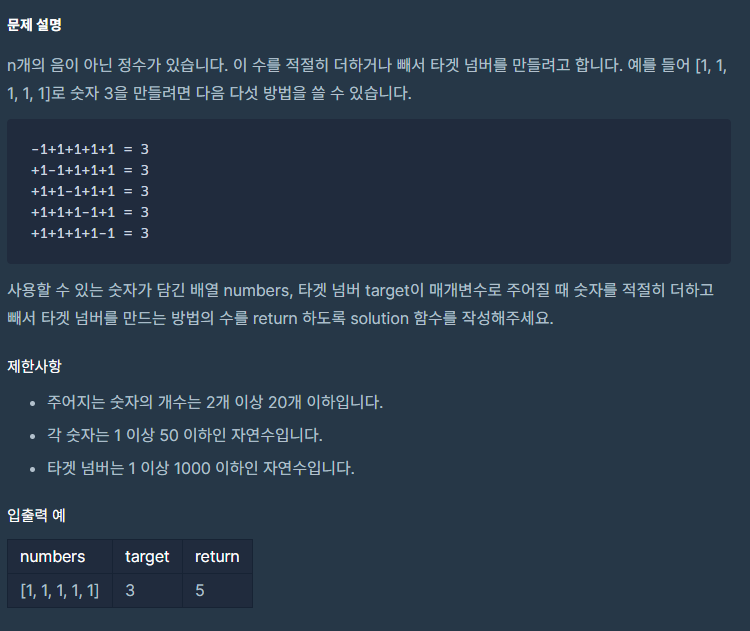 문제 설명
n개의 음이 아닌 정수가 있습니다. 이 수를 적절히 더하거나 빼서 타겟 넘버를 만들려고 합니다. 예를 들어 [1, 1,
1, 1, 1]로 숫자 3을 만들려면 다음 다섯 방법을 쓸 수 있습니다.
-1+1+1+1+1 = 3
+1-1+1+1+1 = 3
+1+1-1+1+1 = 3
+1+1+1-1+1 = 3
+1+1+1+1-1 = 3
사용할 수 있는 숫자가 담긴 배열 numbers, 타겟 넘버 target이 매개변수로 주어질 때 숫자를 적절히 더하고
빼서 타겟 넘버를 만드는 방법의 수를 return 하도록 solution 함수를 작성해주세요.
제한사항
• 주어지는 숫자의 개수는 2개 이상 20개 이하입니다.
• 각 숫자는 1 이상 50 이하인 자연수입니다.
• 타겟 넘버는 1 이상 1000 이하인 자연수입니다.
입출력 예
numbers target return
[1, 1, 1, 1, 1] 3 5